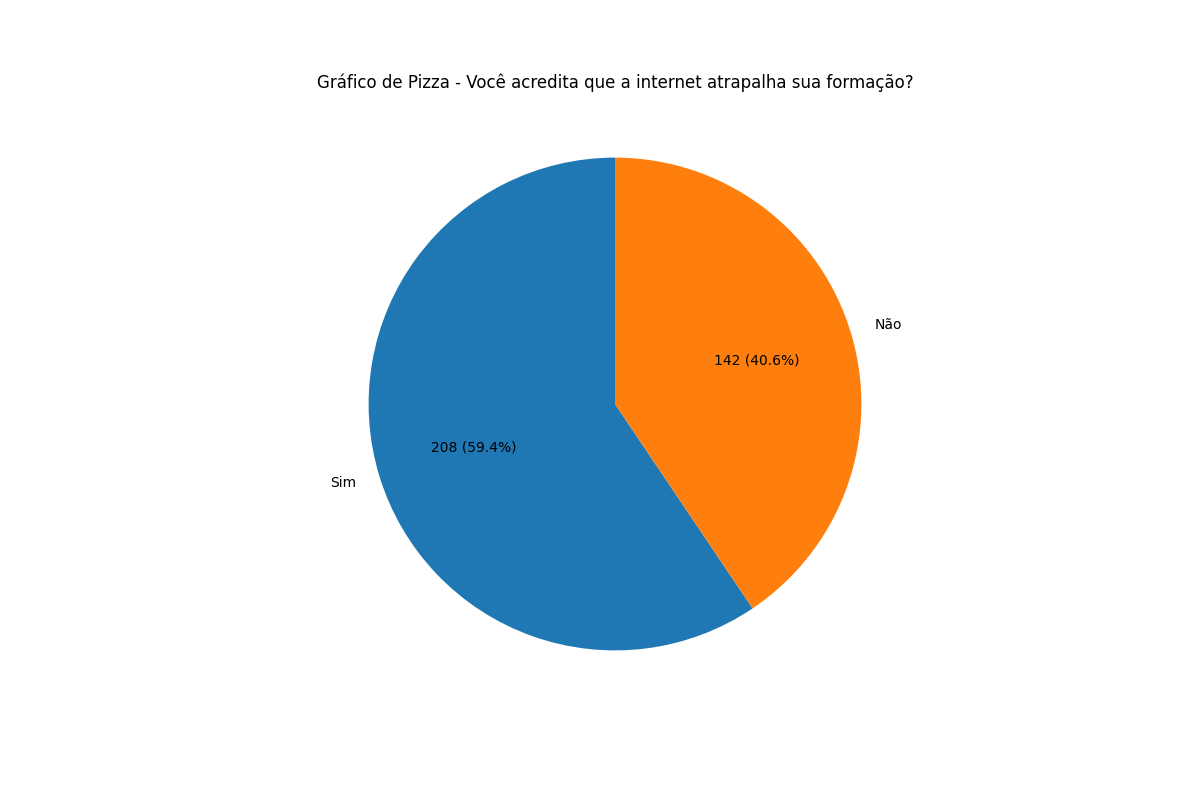 Gráfico de Pizza - Você acredita que a internet atrapalha sua formação?
Não
142 (40.6%)
208 (59.4%)
Sim